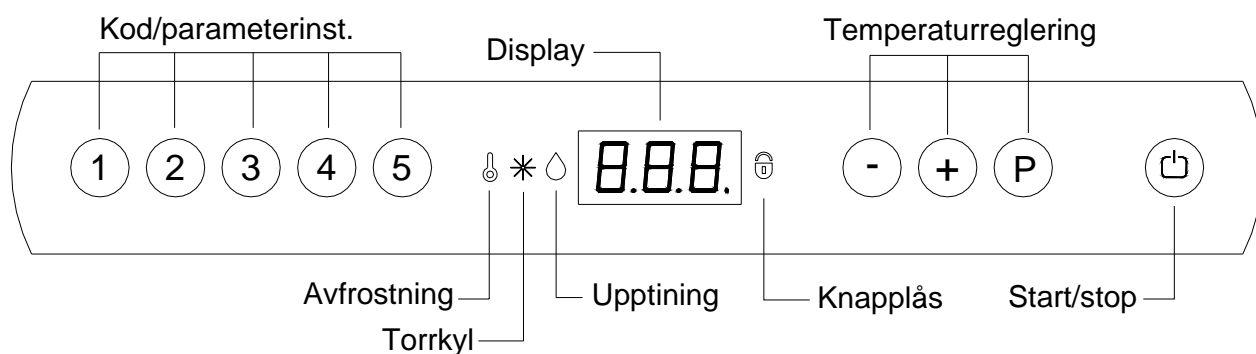 Kod/parameterinst.
Display
Temperaturreglering
1 2 3 4 5 8.8.8. - + P
Avfrostning
Upptining
Knapplås
Start/stop
Torrkyl